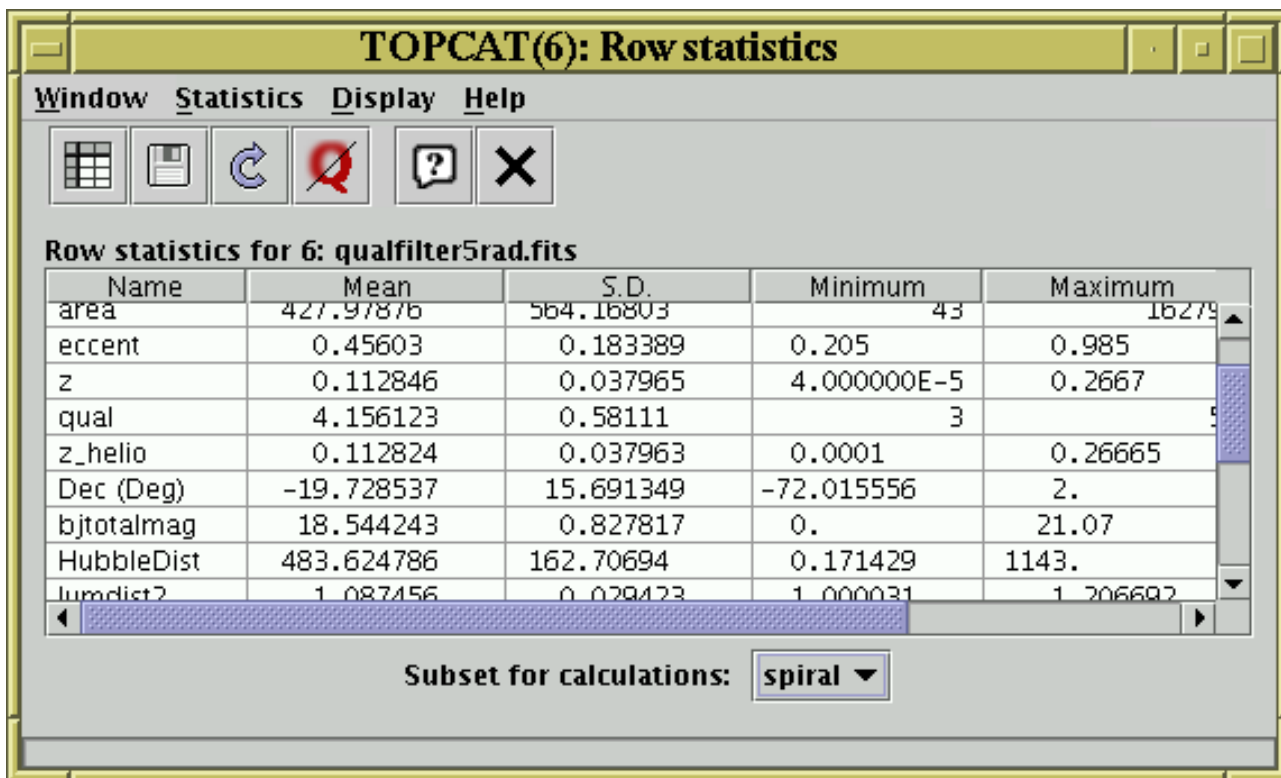 TOPCAT(6): Row statistics
Window Statistics Display Help
Q ?
Row statistics for 6: qualfilter5rad.fits
Name Mean S.D. Minimum Maximum
area 427.97876 564.16803 43 16279
eccent 0.45603 0.183389 0.205 0.985
z 0.112846 0.037965 4.000000E-5 0.2667
qual 4.156123 0.58111 3 5
z_helio 0.112824 0.037963 0.0001 0.26665
Dec (Deg) -19.728537 15.691349 -72.015556 2.
bjtotalmag 18.544243 0.827817 0. 21.07
HubbleDist 483.624786 162.70694 0.171429 1143.
lumdist2 1.087456 0.029423 1.000031 1.206692
Subset for calculations: spiral